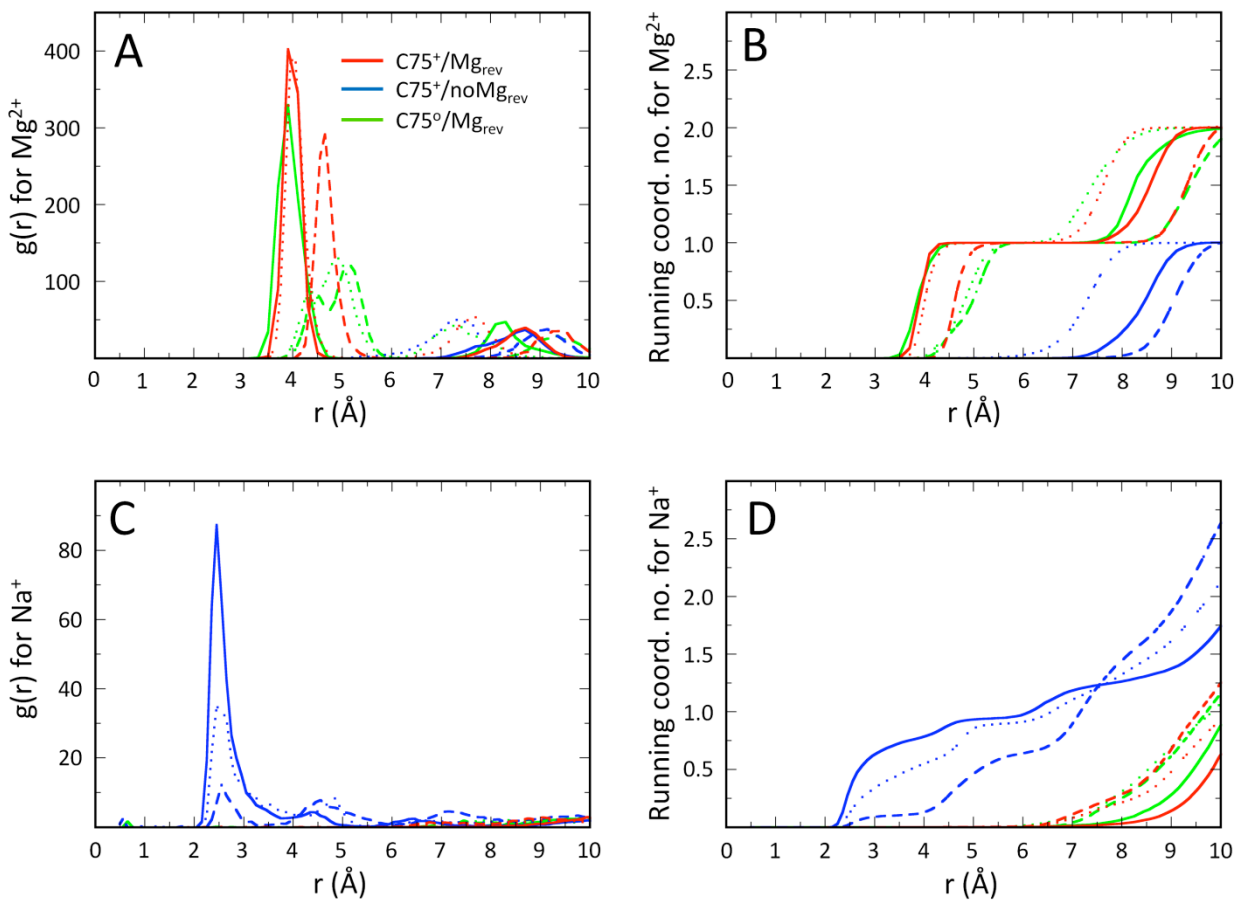 A
g(r) for Mg²⁺
400
300
200
100
C75⁺/Mg_rev
C75⁺/noMg_rev
C75º/Mg_rev
0 1 2 3 4 5 6 7 8 9 10
r (Å)
B
Running coord. no. for Mg²⁺
2.5
2.0
1.5
1.0
0.5
0 1 2 3 4 5 6 7 8 9 10
r (Å)
C
g(r) for Na⁺
80
60
40
20
0 1 2 3 4 5 6 7 8 9 10
r (Å)
D
Running coord. no. for Na⁺
2.5
2.0
1.5
1.0
0.5
0 1 2 3 4 5 6 7 8 9 10
r (Å)